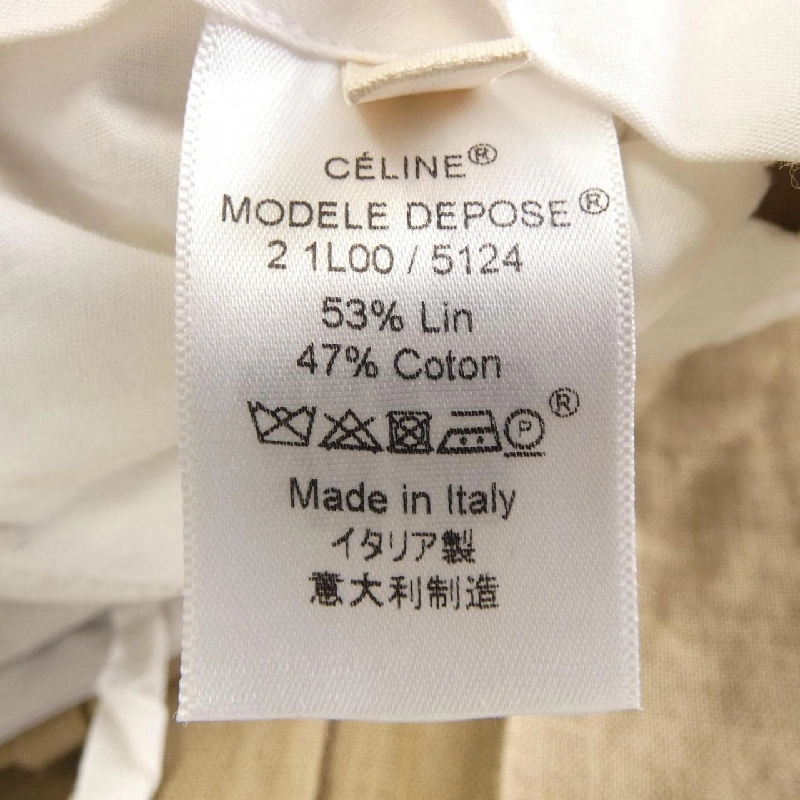 CÉLINE®
MODELE DEPOSE®
2 1L00 / 5124
53% Lin
47% Coton
P ®
Made in Italy
イタリア製
意大利制造